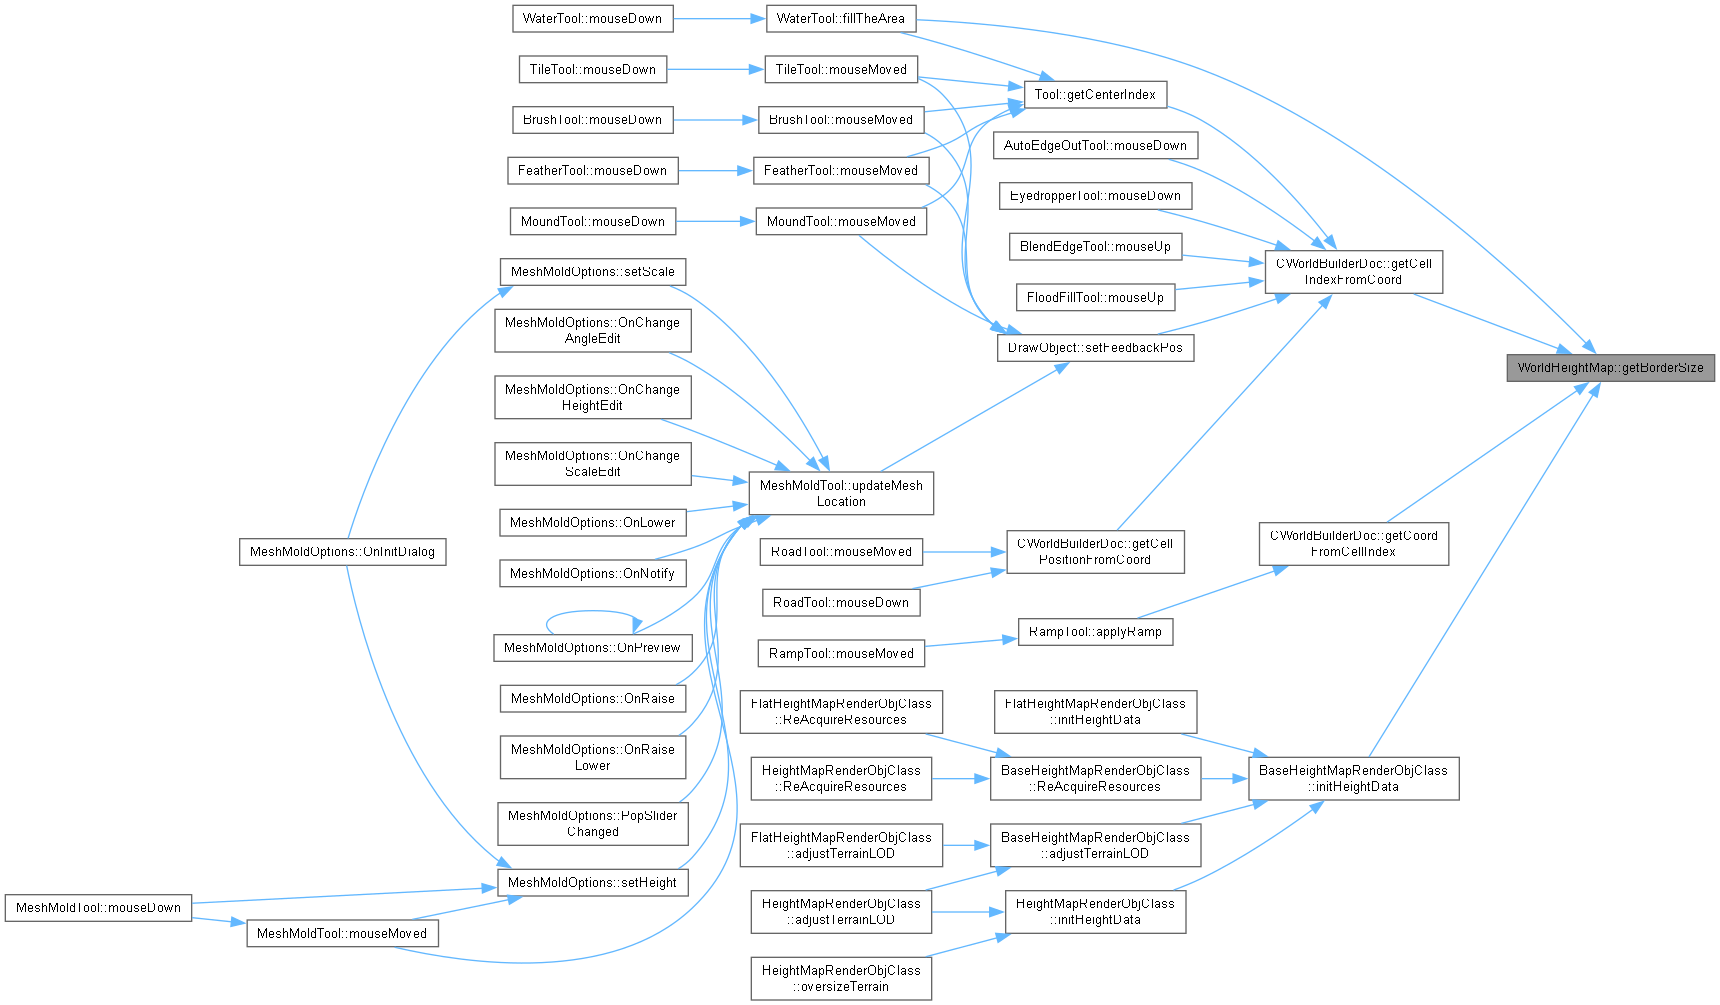 WaterTool::mouseDown
WaterTool::fillTheArea
TileTool::mouseDown
TileTool::mouseMoved
Tool::getCenterIndex
BrushTool::mouseDown
BrushTool::mouseMoved
AutoEdgeOutTool::mouseDown
FeatherTool::mouseDown
FeatherTool::mouseMoved
EyedropperTool::mouseDown
MoundTool::mouseDown
MoundTool::mouseMoved
BlendEdgeTool::mouseUp
CWorldBuilderDoc::getCell
IndexFromCoord
MeshMoldOptions::setScale
FloodFillTool::mouseUp
MeshMoldOptions::OnChange
AngleEdit
DrawObject::setFeedbackPos
WorldHeightMap::getBorderSize
MeshMoldOptions::OnChange
HeightEdit
MeshMoldOptions::OnChange
ScaleEdit
MeshMoldTool::updateMesh
Location
MeshMoldOptions::OnLower
MeshMoldOptions::OnInitDialog
RoadTool::mouseMoved
CWorldBuilderDoc::getCell
PositionFromCoord
CWorldBuilderDoc::getCoord
FromCellIndex
MeshMoldOptions::OnNotify
RoadTool::mouseDown
RampTool::applyRamp
MeshMoldOptions::OnPreview
RampTool::mouseMoved
MeshMoldOptions::OnRaise
FlatHeightMapRenderObjClass
::ReAcquireResources
FlatHeightMapRenderObjClass
::initHeightData
MeshMoldOptions::OnRaise
Lower
HeightMapRenderObjClass
::ReAcquireResources
BaseHeightMapRenderObjClass
::ReAcquireResources
BaseHeightMapRenderObjClass
::initHeightData
MeshMoldOptions::PopSlider
Changed
FlatHeightMapRenderObjClass
::adjustTerrainLOD
BaseHeightMapRenderObjClass
::adjustTerrainLOD
MeshMoldOptions::setHeight
HeightMapRenderObjClass
::adjustTerrainLOD
HeightMapRenderObjClass
::initHeightData
MeshMoldTool::mouseDown
MeshMoldTool::mouseMoved
HeightMapRenderObjClass
::oversizeTerrain